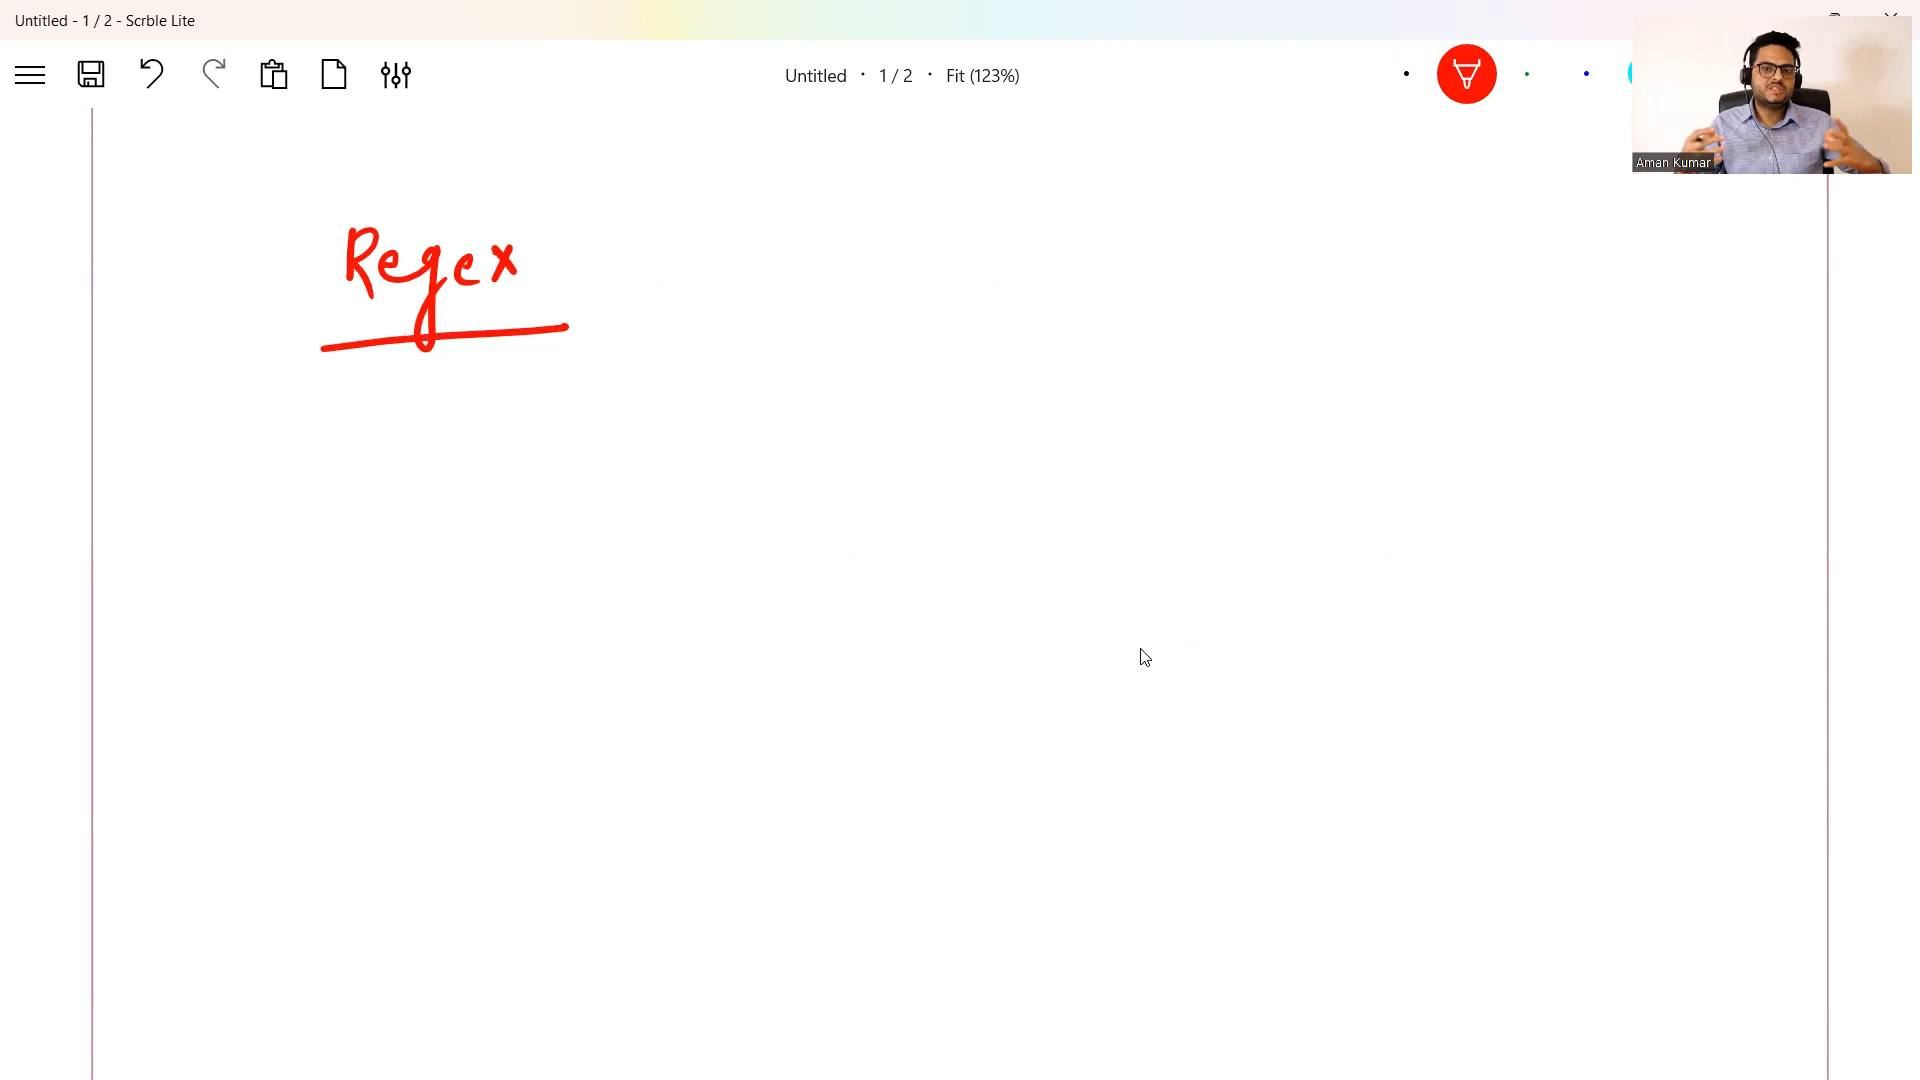 Untitled - 1 / 2 - Scrble Lite
Untitled • 1 / 2 • Fit (123%)
Aman Kumar
Regex